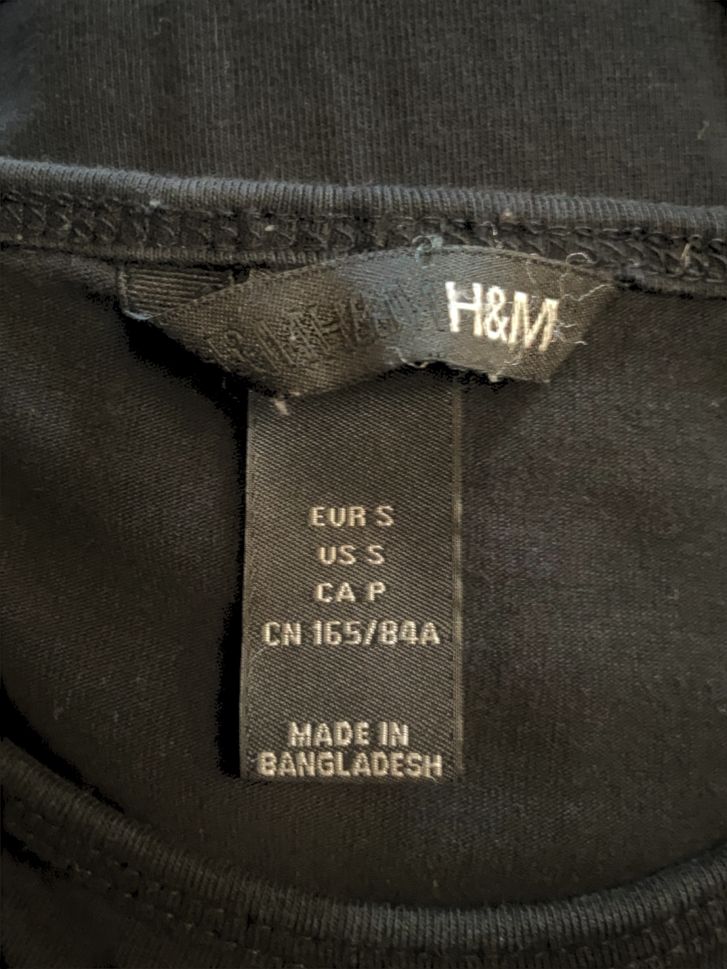 H&M
EUR S
US S
CA P
CN 165/84A
MADE IN
BANGLADESH